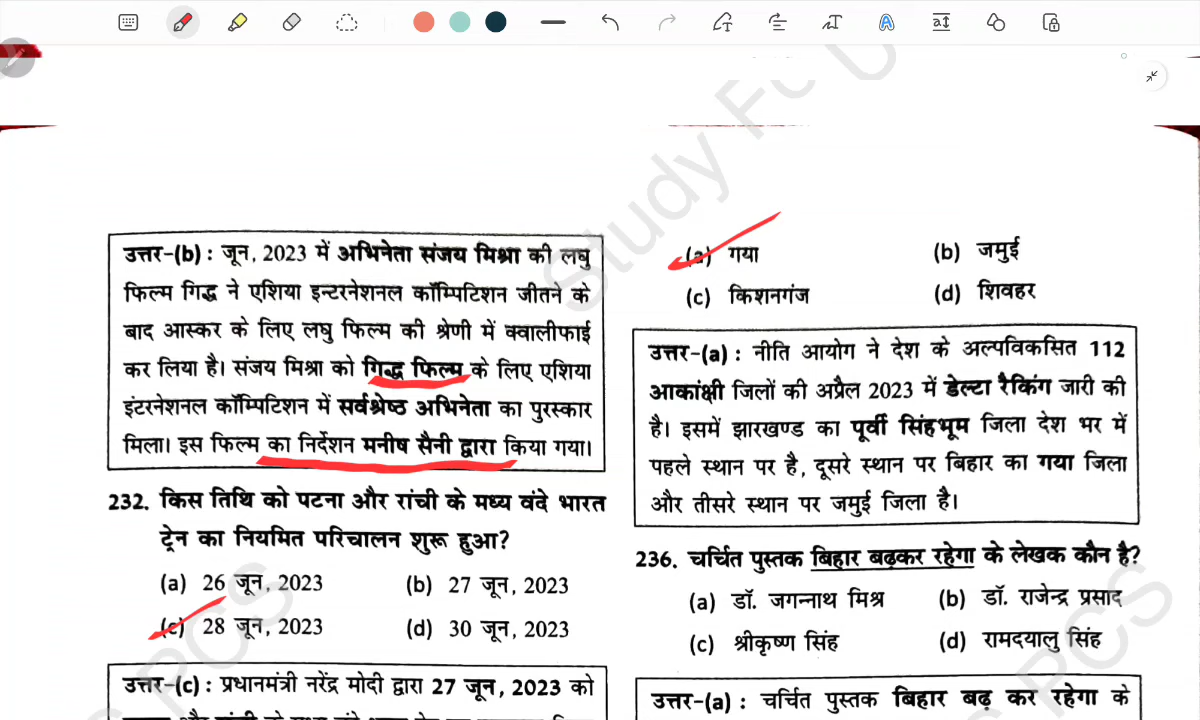 Study For U
उत्तर-(b) : जून, 2023 में अभिनेता संजय मिश्रा की लघु
फिल्म गिद्ध ने एशिया इन्टरनेशनल कॉम्पिटिशन जीतने के
बाद आस्कर के लिए लघु फिल्म की श्रेणी में क्वालीफाई
कर लिया है। संजय मिश्रा को गिद्ध फिल्म के लिए एशिया
इंटरनेशनल कॉम्पिटिशन में सर्वश्रेष्ठ अभिनेता का पुरस्कार
मिला। इस फिल्म का निर्देशन मनीष सैनी द्वारा किया गया।
232. किस तिथि को पटना और रांची के मध्य वंदे भारत
ट्रेन का नियमित परिचालन शुरू हुआ?
(a) 26 जून, 2023 (b) 27 जून, 2023
(c) 28 जून, 2023 (d) 30 जून, 2023
उत्तर-(c) : प्रधानमंत्री नरेंद्र मोदी द्वारा 27 जून, 2023 को
(a) गया (b) जमुई
(c) किशनगंज (d) शिवहर
उत्तर-(a) : नीति आयोग ने देश के अल्पविकसित 112
आकांक्षी जिलों की अप्रैल 2023 में डेल्टा रैकिंग जारी की
है। इसमें झारखण्ड का पूर्वी सिंहभूम जिला देश भर में
पहले स्थान पर है, दूसरे स्थान पर बिहार का गया जिला
और तीसरे स्थान पर जमुई जिला है।
236. चर्चित पुस्तक बिहार बढ़कर रहेगा के लेखक कौन है?
(a) डॉ. जगन्नाथ मिश्र (b) डॉ. राजेन्द्र प्रसाद
(c) श्रीकृष्ण सिंह (d) रामदयालु सिंह
उत्तर-(a) : चर्चित पुस्तक बिहार बढ़ कर रहेगा के
PCS
PCS